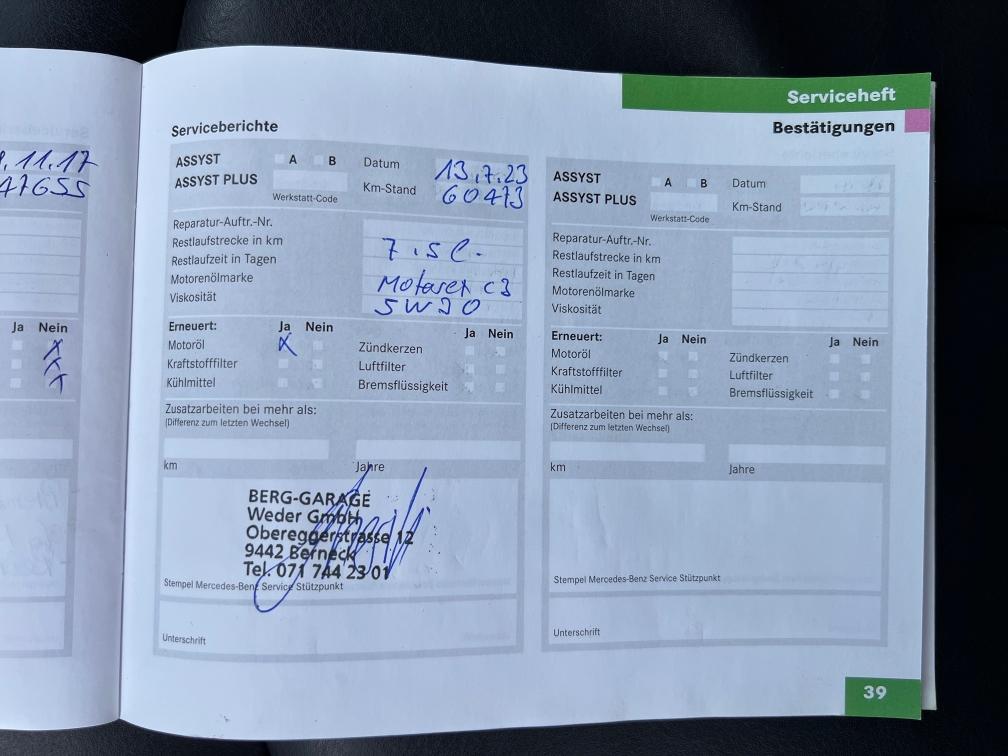 Serviceheft
Bestätigungen
.11.17
47655
Ja Nein
X
X
X
Serviceberichte
ASSYST A B Datum 13.7.23
ASSYST PLUS Km-Stand 60473
Werkstatt-Code
Reparatur-Auftr.-Nr.
Restlaufstrecke in km 7.5 l.
Restlaufzeit in Tagen
Motorenölmarke Motorex C3
Viskosität 5W30
Erneuert: Ja Nein Ja Nein
Motoröl X Zündkerzen
Kraftstofffilter Luftfilter
Kühlmittel Bremsflüssigkeit
Zusatzarbeiten bei mehr als:
(Differenz zum letzten Wechsel)
km Jahre
BERG-GARAGE
Weder GmbH
Obereggerstrasse 12
9442 Berneck
Tel. 071 744 23 01
Stempel Mercedes-Benz Service Stützpunkt
Unterschrift
ASSYST A B Datum
ASSYST PLUS Km-Stand
Werkstatt-Code
Reparatur-Auftr.-Nr.
Restlaufstrecke in km
Restlaufzeit in Tagen
Motorenölmarke
Viskosität
Erneuert: Ja Nein Ja Nein
Motoröl Zündkerzen
Kraftstofffilter Luftfilter
Kühlmittel Bremsflüssigkeit
Zusatzarbeiten bei mehr als:
(Differenz zum letzten Wechsel)
km Jahre
Stempel Mercedes-Benz Service Stützpunkt
Unterschrift
39